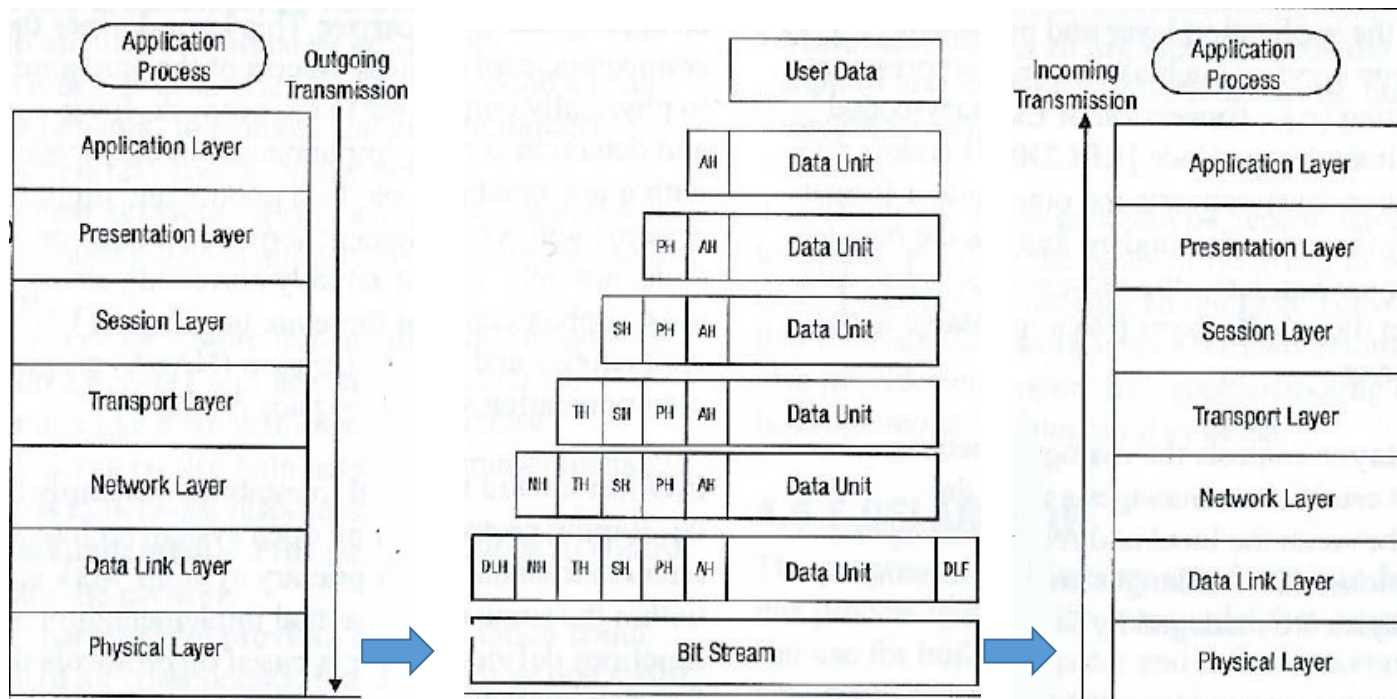 Application
Process
Outgoing
Transmission
Application Layer
Presentation Layer
Session Layer
Transport Layer
Network Layer
Data Link Layer
Physical Layer
User Data
AH Data Unit
PH AH Data Unit
SH PH AH Data Unit
TH SH PH AH Data Unit
NH TH SH PH AH Data Unit
DLH NH TH SH PH AH Data Unit DLF
Bit Stream
Incoming
Transmission
Application
Process
Application Layer
Presentation Layer
Session Layer
Transport Layer
Network Layer
Data Link Layer
Physical Layer